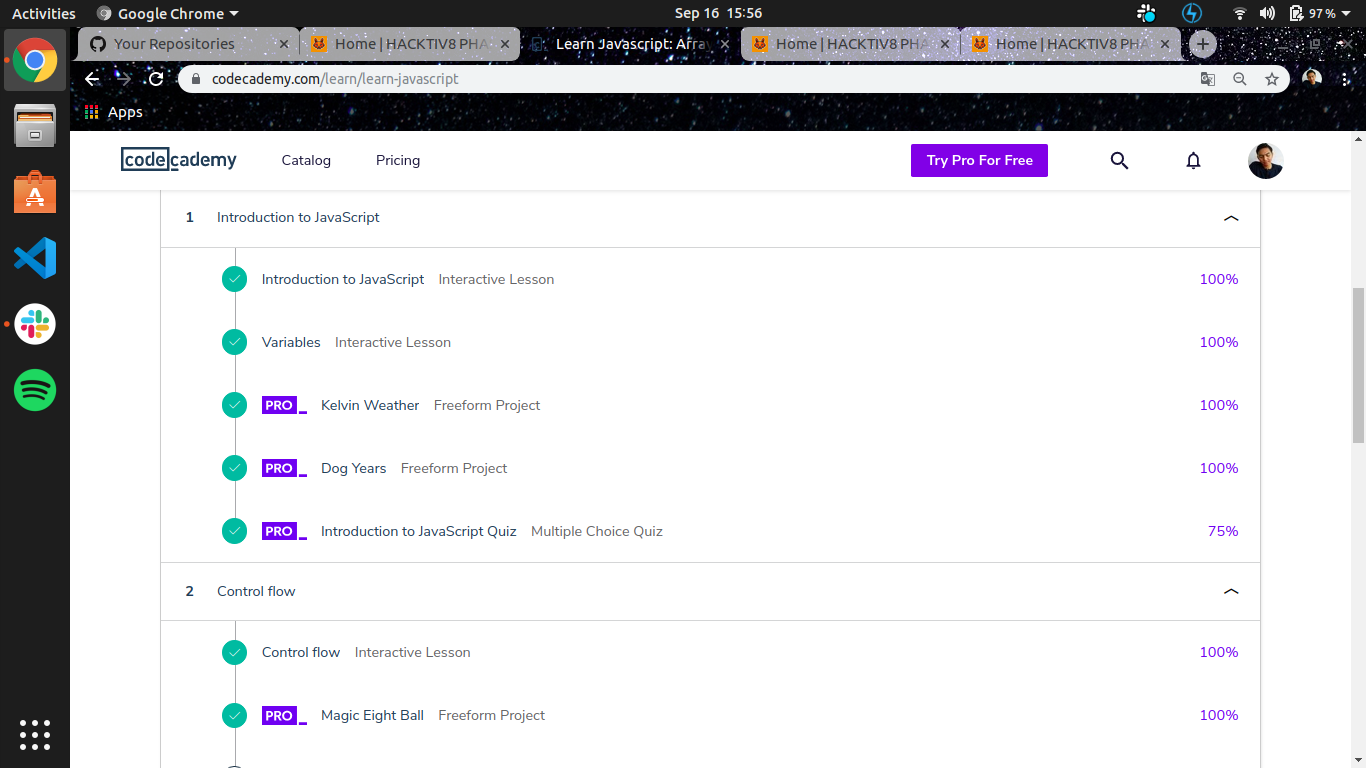 Activities Google Chrome Sep 16 15:56 97%
Your Repositories Home | HACKTIV8 PHA Learn Javascript: Array Home | HACKTIV8 PHA Home | HACKTIV8 PHA
codecademy.com/learn/learn-javascript
Apps
codecademy Catalog Pricing Try Pro For Free
1 Introduction to JavaScript
Introduction to JavaScript Interactive Lesson 100%
Variables Interactive Lesson 100%
PRO Kelvin Weather Freeform Project 100%
PRO Dog Years Freeform Project 100%
PRO Introduction to JavaScript Quiz Multiple Choice Quiz 75%
2 Control flow
Control flow Interactive Lesson 100%
PRO Magic Eight Ball Freeform Project 100%